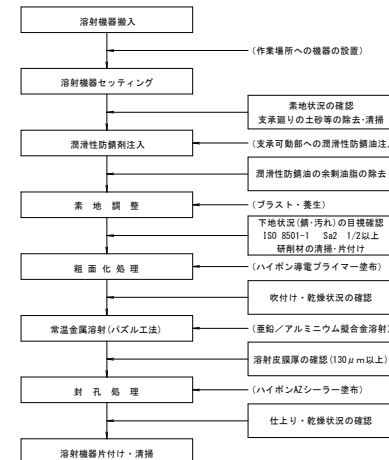 溶射機器搬入
(作業場所への機器の設置)
溶射機器セッティング
素地状況の確認
支承廻りの土砂等の除去・清掃
潤滑性防錆剤注入
(支承可動部への潤滑性防錆油注
潤滑性防錆油の余剰油脂の除去
素 地 調 整
(ブラスト・養生)
下地状況(錆・汚れ)の目視確認
ISO 8501-1 Sa2 1/2以上
研削材の清掃・片付け
粗面化処理
(ハイポン導電プライマー塗布)
吹付け・乾燥状況の確認
常温金属溶射(パズル工法)
(亜鉛/アルミニウム擬合金溶射)
溶射皮膜厚の確認(130μm以上)
封 孔 処 理
(ハイポンAZシーラー塗布)
仕上り・乾燥状況の確認
溶射機器片付け・清掃